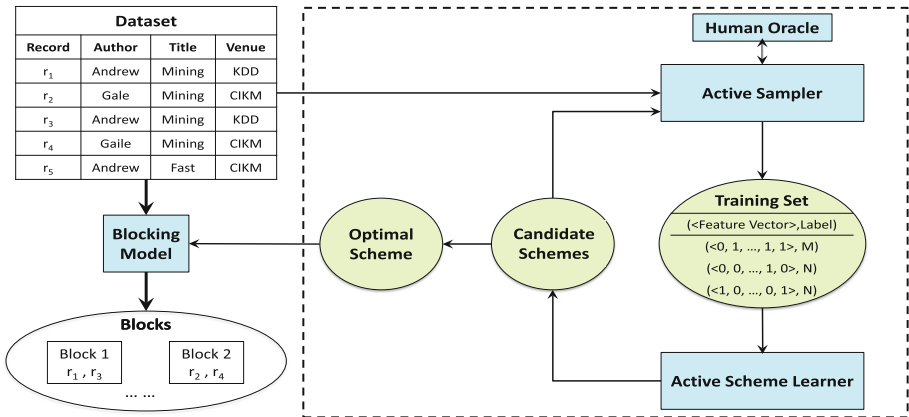 Dataset
Record Author Title Venue
r1 Andrew Mining KDD
r2 Gale Mining CIKM
r3 Andrew Mining KDD
r4 Gaile Mining CIKM
r5 Andrew Fast CIKM
Human Oracle
Active Sampler
Training Set
(<Feature Vector>,Label)
(<0, 1, ..., 1, 1>, M)
(<0, 0, ..., 1, 0>, N)
(<1, 0, ..., 0, 1>, N)
Active Scheme Learner
Candidate
Schemes
Optimal
Scheme
Blocking
Model
Blocks
Block 1
r1 , r3
Block 2
r2 , r4
... ...